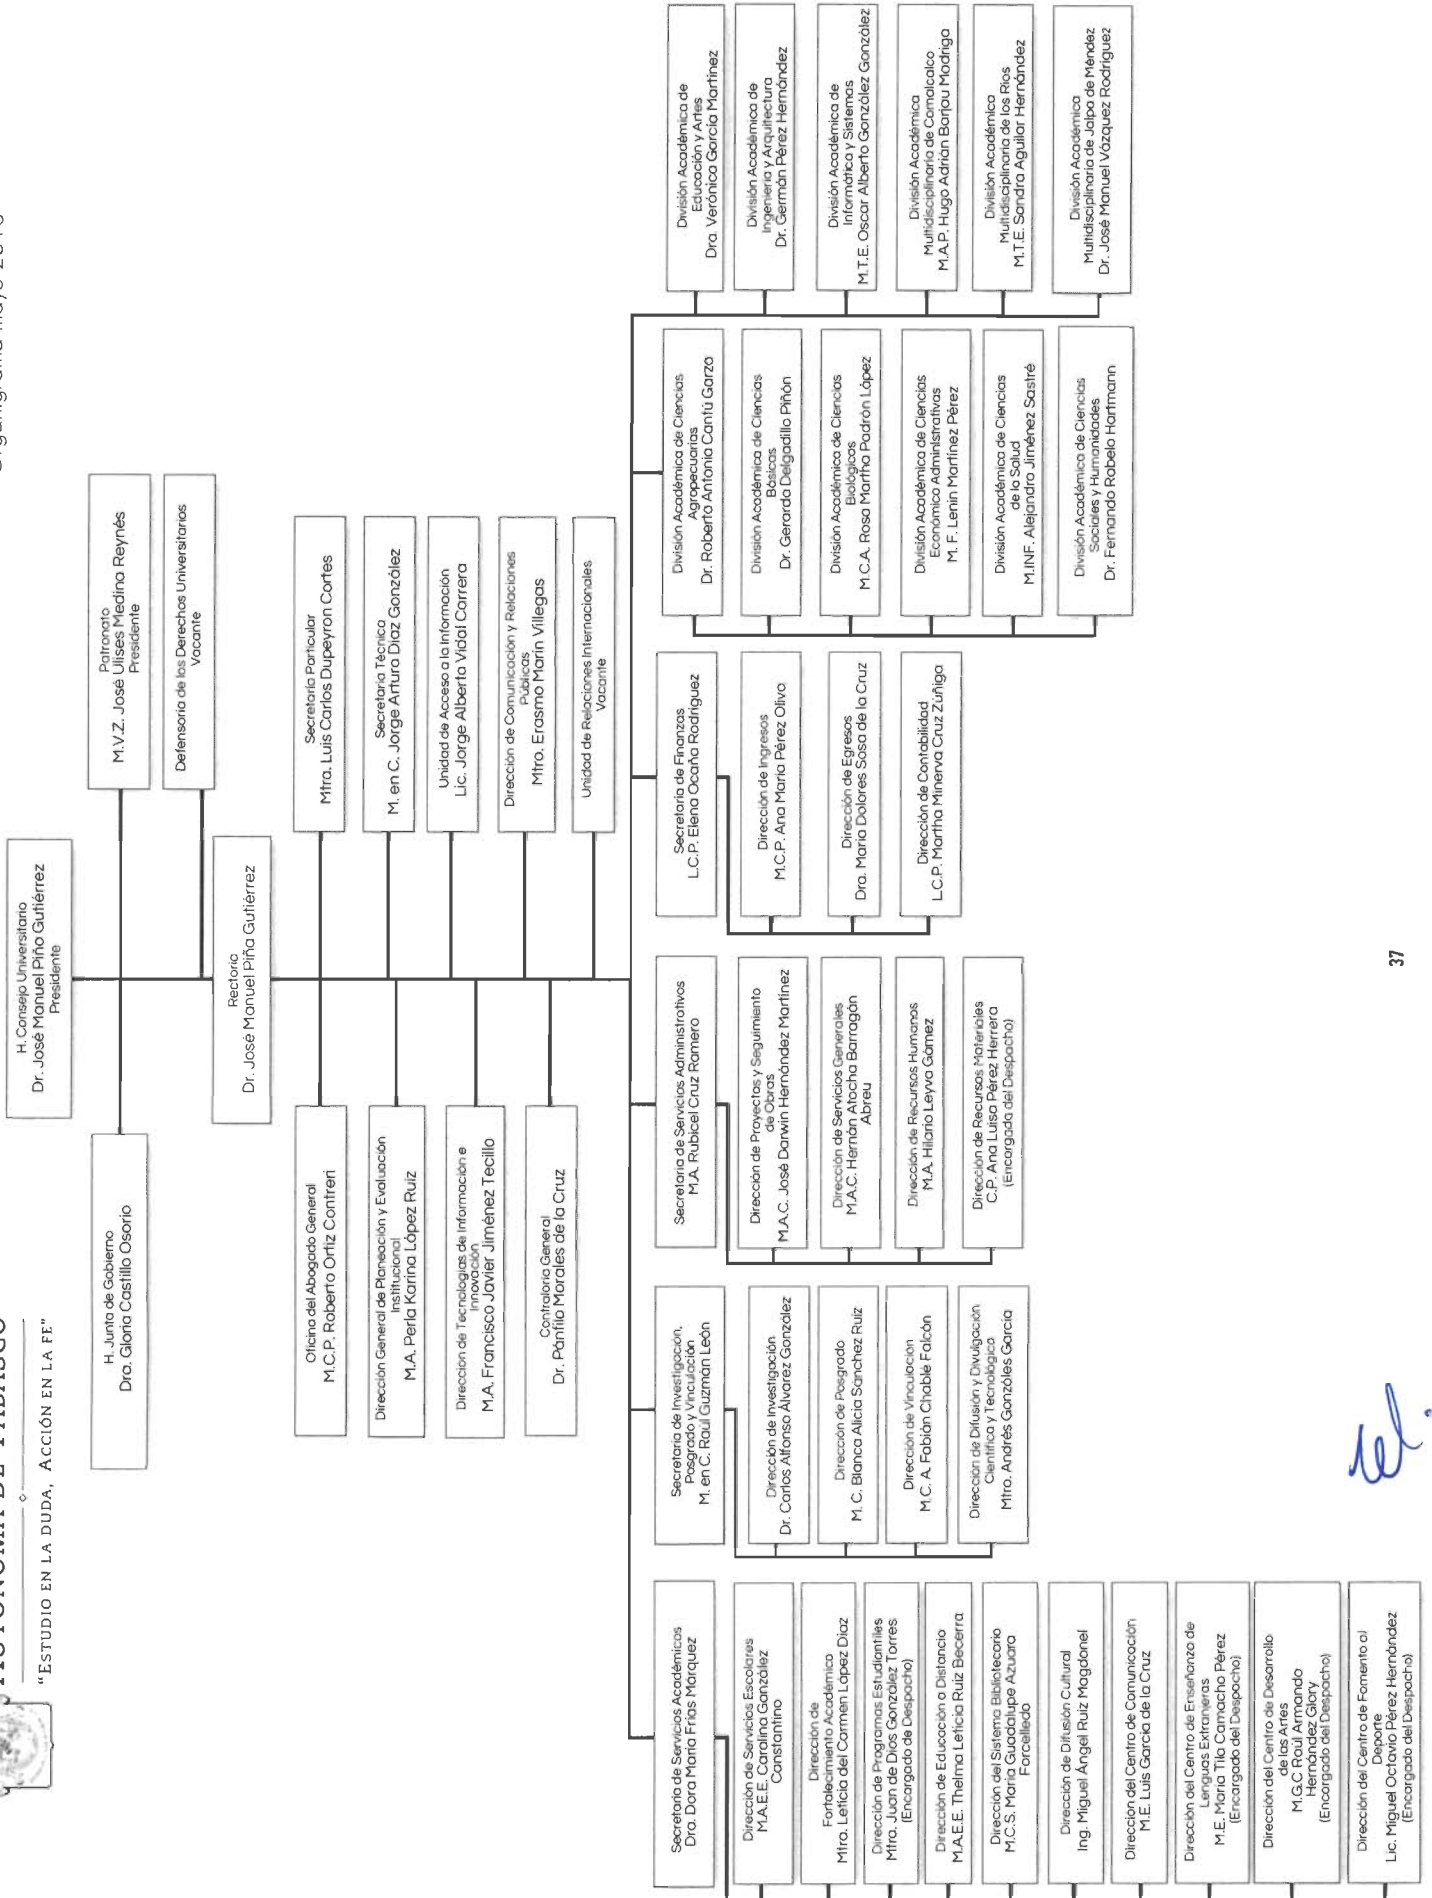 "ESTUDIO EN LA DUDA, ACCIÓN EN LA FE"
H. Consejo Universitario
Dr. José Manuel Piño Gutiérrez
Presidente
H. Junta de Gobierno
Dra. Gloria Castillo Osorio
Patronato
M.V.Z. José Ulises Medina Reynés
Presidente
Defensoría de los Derechos Universitarios
Vacante
Rectoría
Dr. José Manuel Piña Gutiérrez
Oficina del Abogado General
M.C.P. Roberto Ortiz Contreri
Dirección General de Planeación y Evaluación
Institucional
M.A. Perla Karina López Ruiz
Direccion de Tecnologías de Información e
Innovación
M.A. Francisco Javier Jiménez Tecillo
Contraloría General
Dr. Pánfilo Morales de la Cruz
Secretaría Particular
Mtra. Luis Carlos Dupeyron Cortes
Secretaría Técnica
M. en C. Jorge Arturo Díaz González
Unidad de Acceso a la Información
Lic. Jorge Alberto Vidal Carrera
Dirección de Comunicación y Relaciones
Públicas
Mtro. Erasmo Marín Villegas
Unidad de Relaciones Internacionales
Vacante
Secretaría de Servicios Académicos
Dra. Dora María Frías Márquez
Dirección de Servicios Escolares
M.A.E.E. Carolina González
Constantino
Dirección de
Fortalecimiento Académico
Mtra. Leticia del Carmen López Díaz
Dirección de Programas Estudiantiles
Mtro. Juan de Dios González Torres
(Encargado de Despacho)
Dirección de Educación a Distancia
M.A.E.E. Thelma Leticia Ruiz Becerra
Dirección del Sistema Bibliotecario
M.C.S. María Guadalupe Azuara
Forcelledo
Dirección de Difusión Cultural
Ing. Miguel Ángel Ruiz Magdonel
Dirección del Centro de Comunicación
M.E. Luis García de la Cruz
Dirección del Centro de Enseñanza de
Lenguas Extranjeras
M.E. María Tila Camacho Pérez
(Encargado del Despacho)
Dirección del Centro de Desarrollo
de las Artes
M.G.C Raúl Armando
Hernández Glory
(Encargado del Despacho)
Dirección del Centro de Fomento al
Deporte
Lic. Miguel Octavio Pérez Hernández
(Encargado del Despacho)
Secretaría de Investigación,
Posgrado y Vinculación
M. en C. Raúl Guzmán León
Dirección de Investigación
Dr. Carlos Alfonso Álvarez González
Dirección de Posgrado
M. C. Blanca Alicia Sanchez Ruiz
Dirección de Vinculación
M.C. A. Fabián Chablé Falcón
Dirección de Difusión y Divulgación
Científica y Tecnológica
Mtro. Andrés Gonzáles García
Secretaría de Servicios Administrativos
M.A. Rubicel Cruz Romero
Dirección de Proyectos y Seguimiento
de Obras
M.A.C. José Darwin Hernández Martínez
Dirección de Servicios Generales
M.A.C. Hernán Atocha Barragán
Abreu
Dirección de Recursos Humanos
M.A. Hilario Leyva Gómez
Dirección de Recursos Materiales
C.P. Ana Luisa Pérez Herrera
(Encargada del Despacho)
Secretaría de Finanzas
L.C.P. Elena Ocaña Rodríguez
Dirección de Ingresos
M.C.P. Ana María Pérez Olivo
Dirección de Egresos
Dra. María Dolores Sosa de la Cruz
Dirección de Contabilidad
L.C.P. Martha Minerva Cruz Zúñiga
División Académica de Ciencias
Agropecuarias
Dr. Roberto Antonio Cantú Garza
División Académica de Ciencias
Básicas
Dr. Gerardo Delgadillo Piñón
División Académica de Ciencias
Biológicas
M.C.A. Rosa Martha Padrón López
División Académica de Ciencias
Económico Administrativas
M. F. Lenin Martínez Pérez
División Académica de Ciencias
de la Salud
M.INF. Alejandro Jiménez Sastré
División Académica de Ciencias
Sociales y Humanidades
Dr. Fernando Rabelo Hartmann
División Académica de
Educación y Artes
Dra. Verónica García Martínez
División Académica de
Ingeniería y Arquitectura
Dr. Germán Pérez Hernández
División Académica de
Informática y Sistemas
M.T.E. Oscar Alberto González González
División Académica
Multidisciplinaria de Comalcalco
M.A.P. Hugo Adrián Barjau Madriga
División Académica
Multidisciplinaria de los Ríos
M.T.E. Sandra Aguilar Hernández
División Académica
Multidisciplinaria de Jalpa de Méndez
Dr. José Manuel Vázquez Rodríguez
37